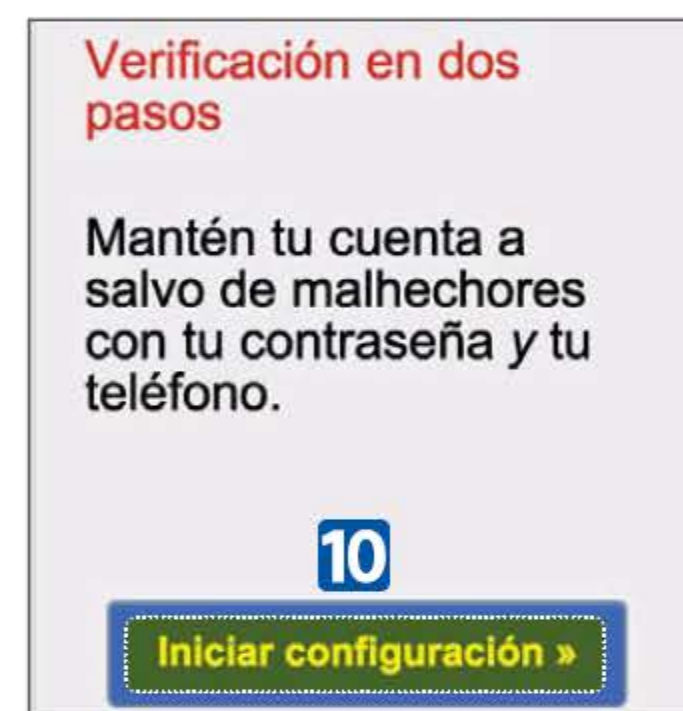 Verificación en dos
pasos
Mantén tu cuenta a
salvo de malhechores
con tu contraseña y tu
teléfono.
10
Iniciar configuración »